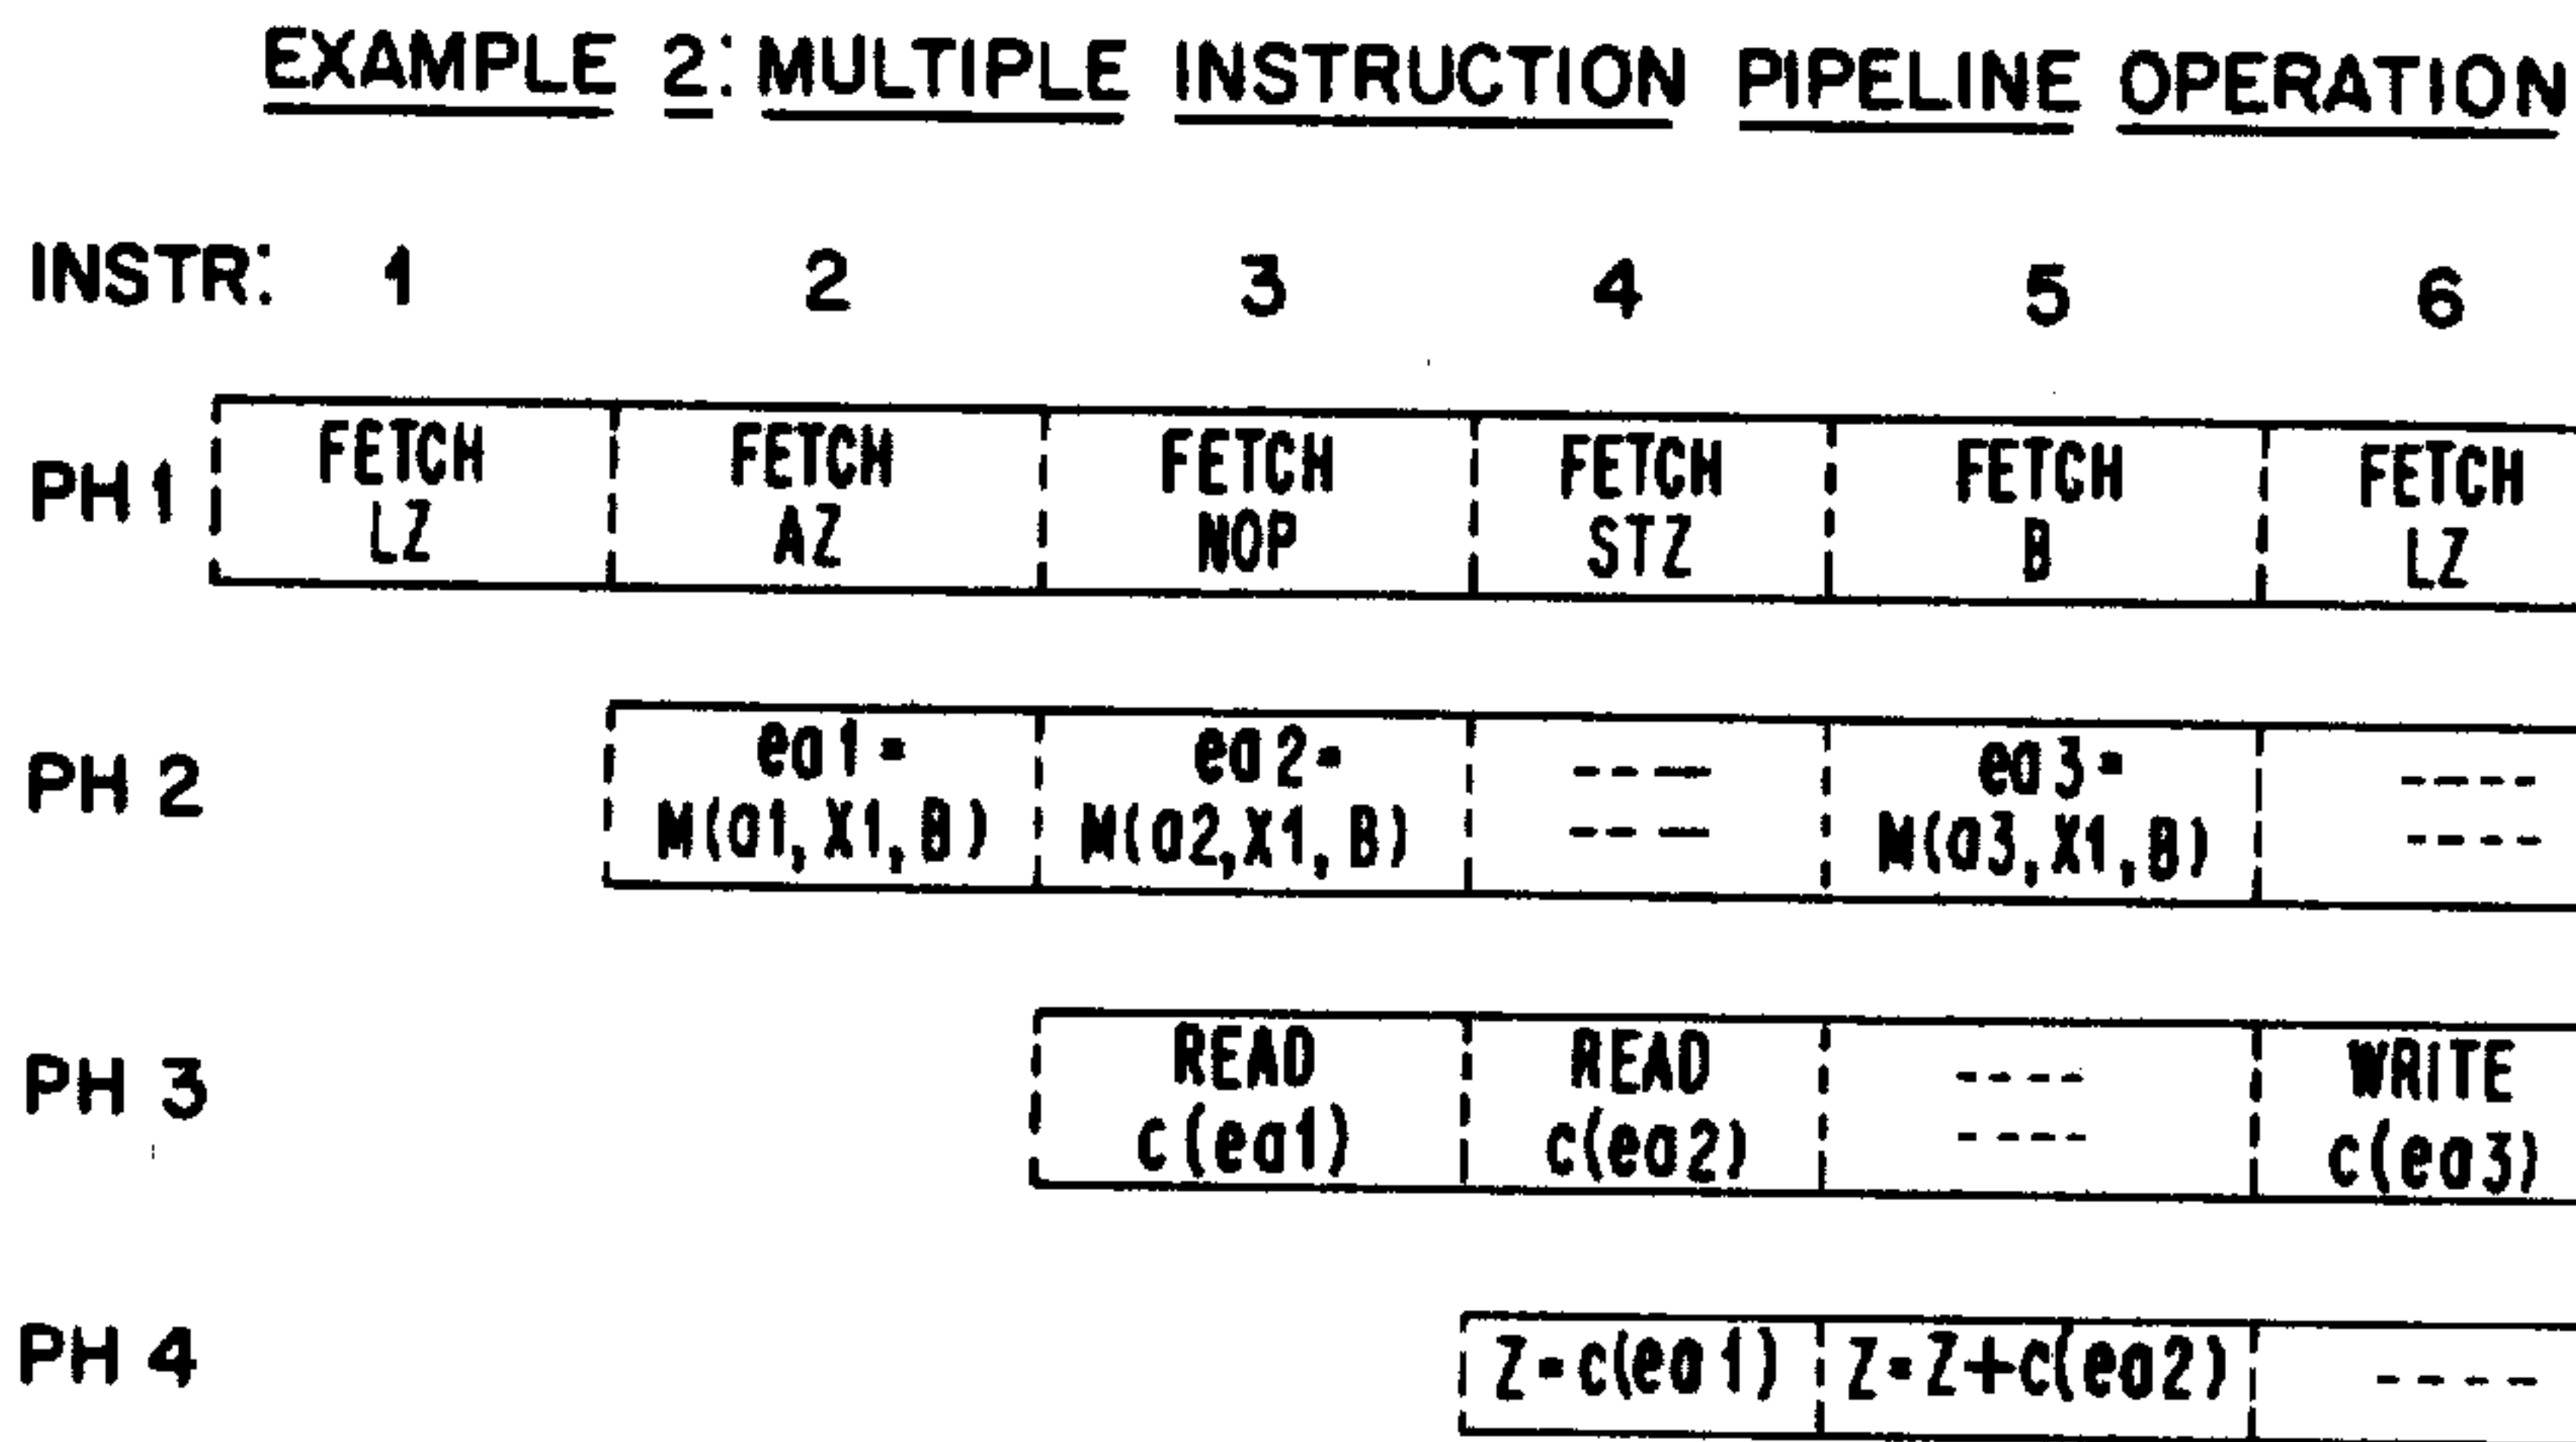 EXAMPLE 2: MULTIPLE INSTRUCTION PIPELINE OPERATION
INSTR: 1 2 3 4 5 6
PH 1 FETCH FETCH FETCH FETCH FETCH FETCH
LZ AZ NOP STZ B LZ
PH 2 ea1= ea2= ---- ea3= ----
M(a1,X1,B) M(a2,X1,B) ---- M(a3,X1,B) ----
PH 3 READ READ ---- WRITE
c(ea1) c(ea2) ---- c(ea3)
PH 4 Z=c(ea1) Z=Z+c(ea2) ----